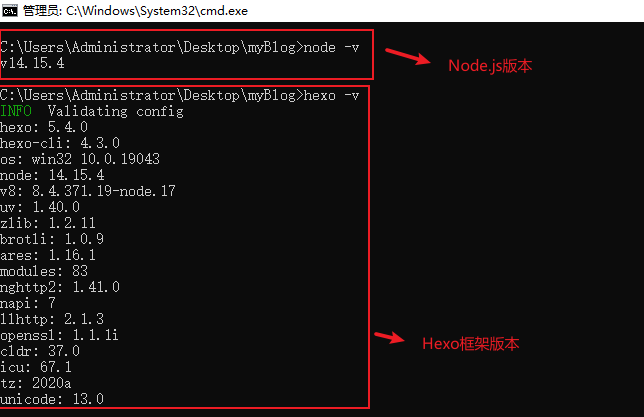 管理员: C:\Windows\System32\cmd.exe
C:\Users\Administrator\Desktop\myBlog>node -v
v14.15.4
Node.js版本
C:\Users\Administrator\Desktop\myBlog>hexo -v
INFO  Validating config
hexo: 5.4.0
hexo-cli: 4.3.0
os: win32 10.0.19043
node: 14.15.4
v8: 8.4.371.19-node.17
uv: 1.40.0
zlib: 1.2.11
brotli: 1.0.9
ares: 1.16.1
modules: 83
nghttp2: 1.41.0
napi: 7
llhttp: 2.1.3
openssl: 1.1.1i
Hexo框架版本
cldr: 37.0
icu: 67.1
tz: 2020a
unicode: 13.0